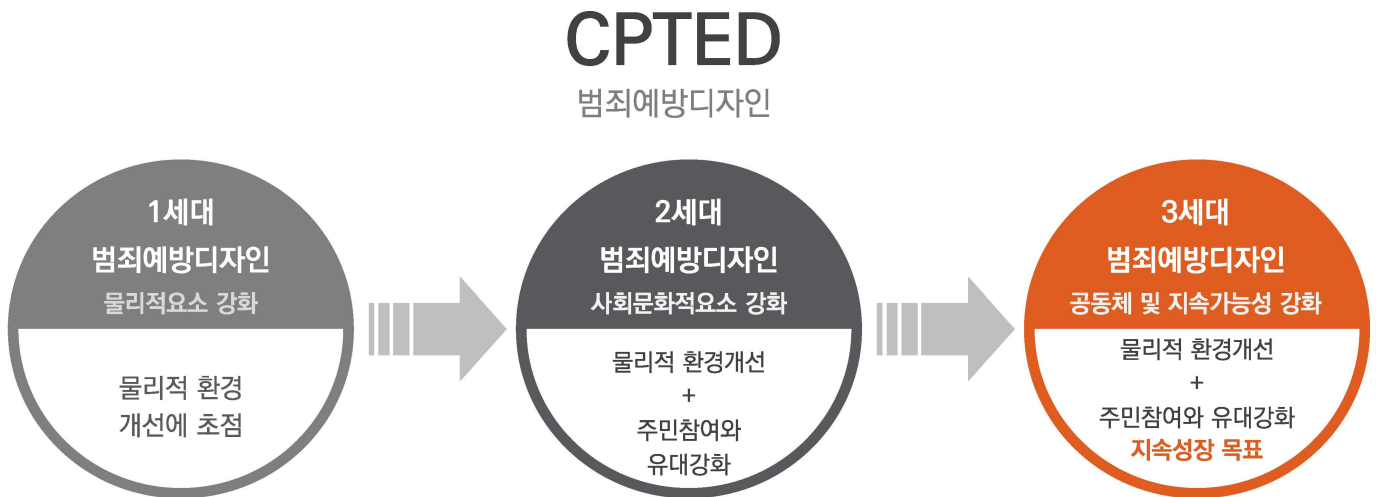 CPTED
범죄예방디자인
1세대
범죄예방디자인
물리적요소 강화
물리적 환경
개선에 초점
2세대
범죄예방디자인
사회문화적요소 강화
물리적 환경개선
+
주민참여와
유대강화
3세대
범죄예방디자인
공동체 및 지속가능성 강화
물리적 환경개선
+
주민참여와 유대강화
지속성장 목표